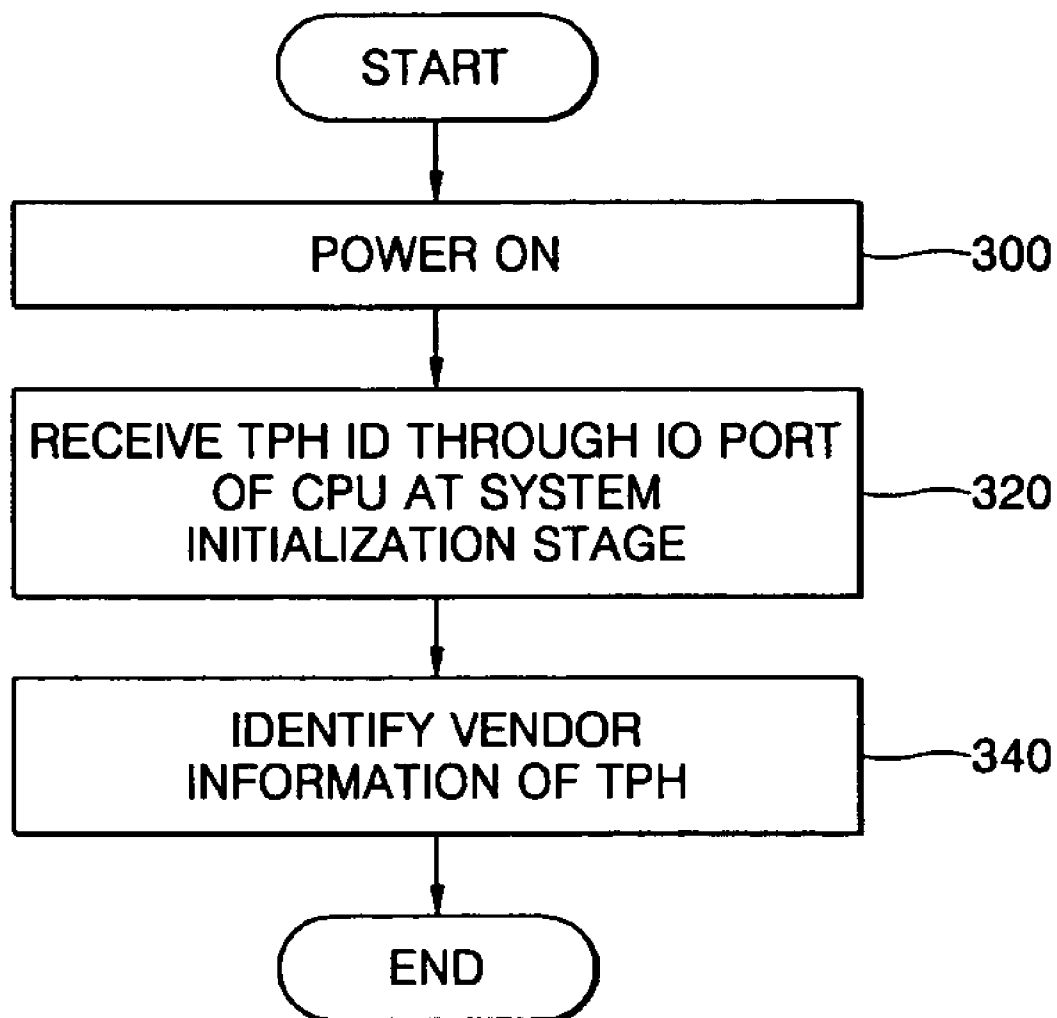 START
POWER ON
300
RECEIVE TPH ID THROUGH IO PORT
OF CPU AT SYSTEM
INITIALIZATION STAGE
320
IDENTIFY VENDOR
INFORMATION OF TPH
340
END